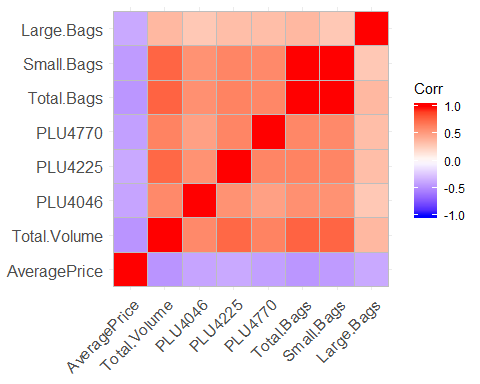 Large.Bags
Small.Bags
Total.Bags
PLU4770
PLU4225
PLU4046
Total.Volume
AveragePrice
AveragePrice
Total.Volume
PLU4046
PLU4225
PLU4770
Total.Bags
Small.Bags
Large.Bags
Corr
1.0
0.5
0.0
-0.5
-1.0